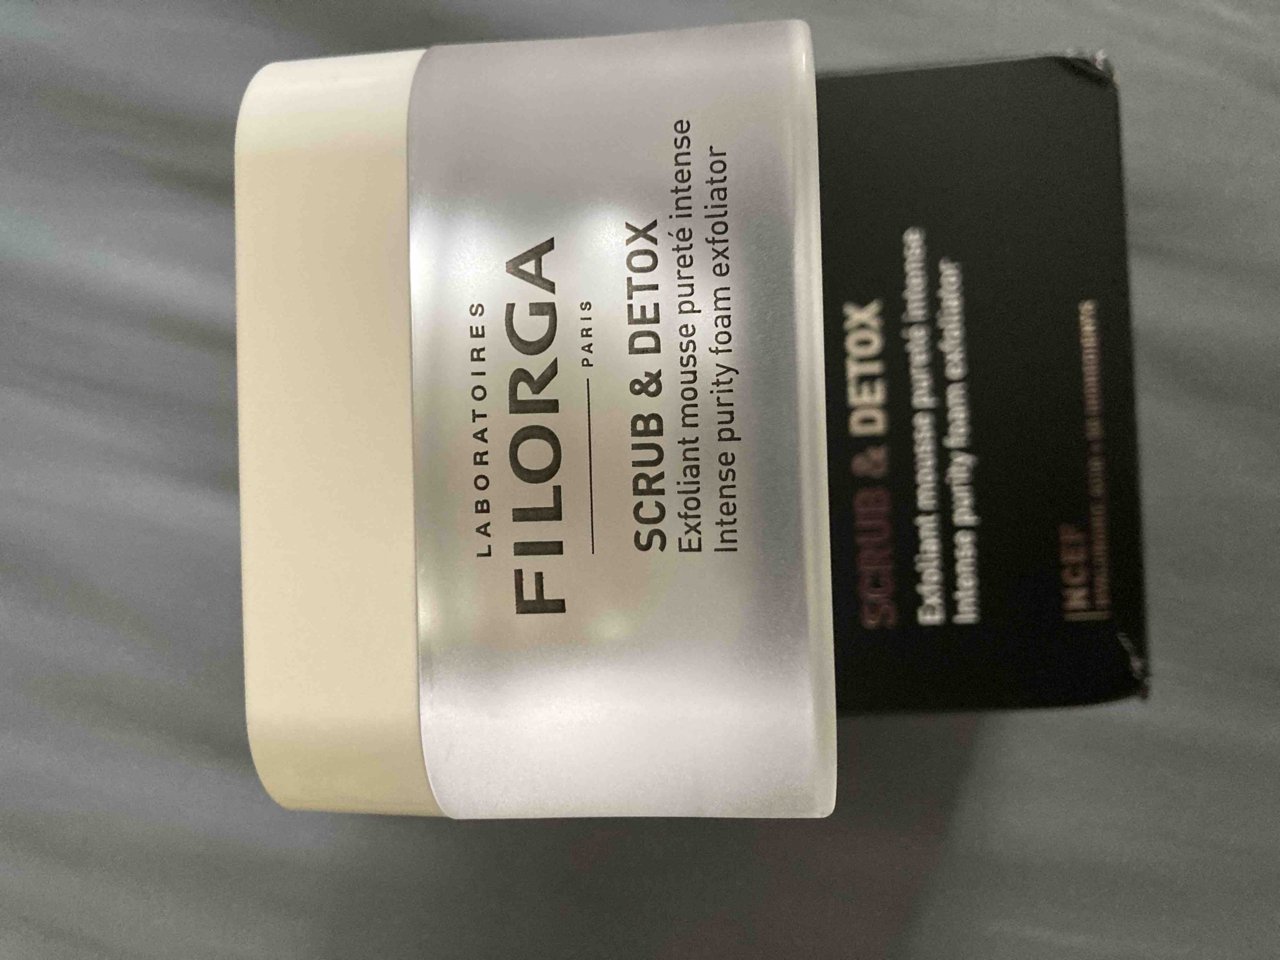 LABORATOIRES
FILORGA
PARIS
SCRUB & DETOX
Exfoliant mousse pureté intense
Intense purity foam exfoliator
SCRUB & DETOX
Exfoliant mousse pureté intense
Intense purity foam exfoliator
NCEF